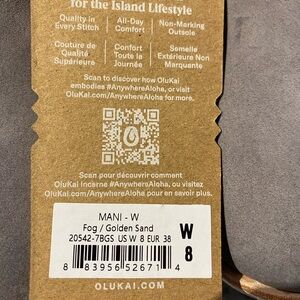 for the Island Lifestyle
Quality in
Every Stitch
All-Day
Comfort
Non-Marking
Outsole
Couture de
Qualité
Supérieure
Confort
Toute la
Journée
Semelle
Extérieure Non
Marquante
Scan to discover how OluKai
embodies #AnywhereAloha or visit
OluKai.com/AnywhereAloha for more.
Scannez pour découvrir comment
OluKai Incarne #AnywhereAloha, ou visitez
OluKai.com/AnywhereAloha pour en savoir plus.
MANI - W
Fog / Golden Sand
20542-7BGS US W 8 EUR 38
W
8
8 83956 52671 4
OLUKAI.COM